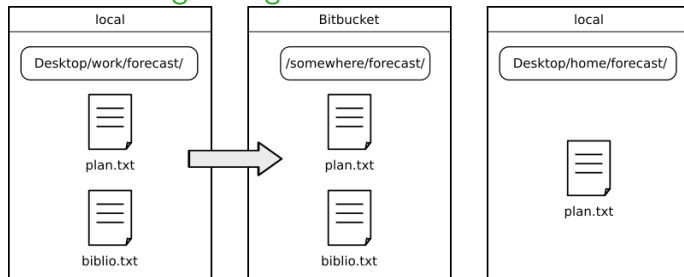 local
Desktop/work/forecast/
plan.txt
biblio.txt
Bitbucket
/somewhere/forecast/
plan.txt
biblio.txt
local
Desktop/home/forecast/
plan.txt